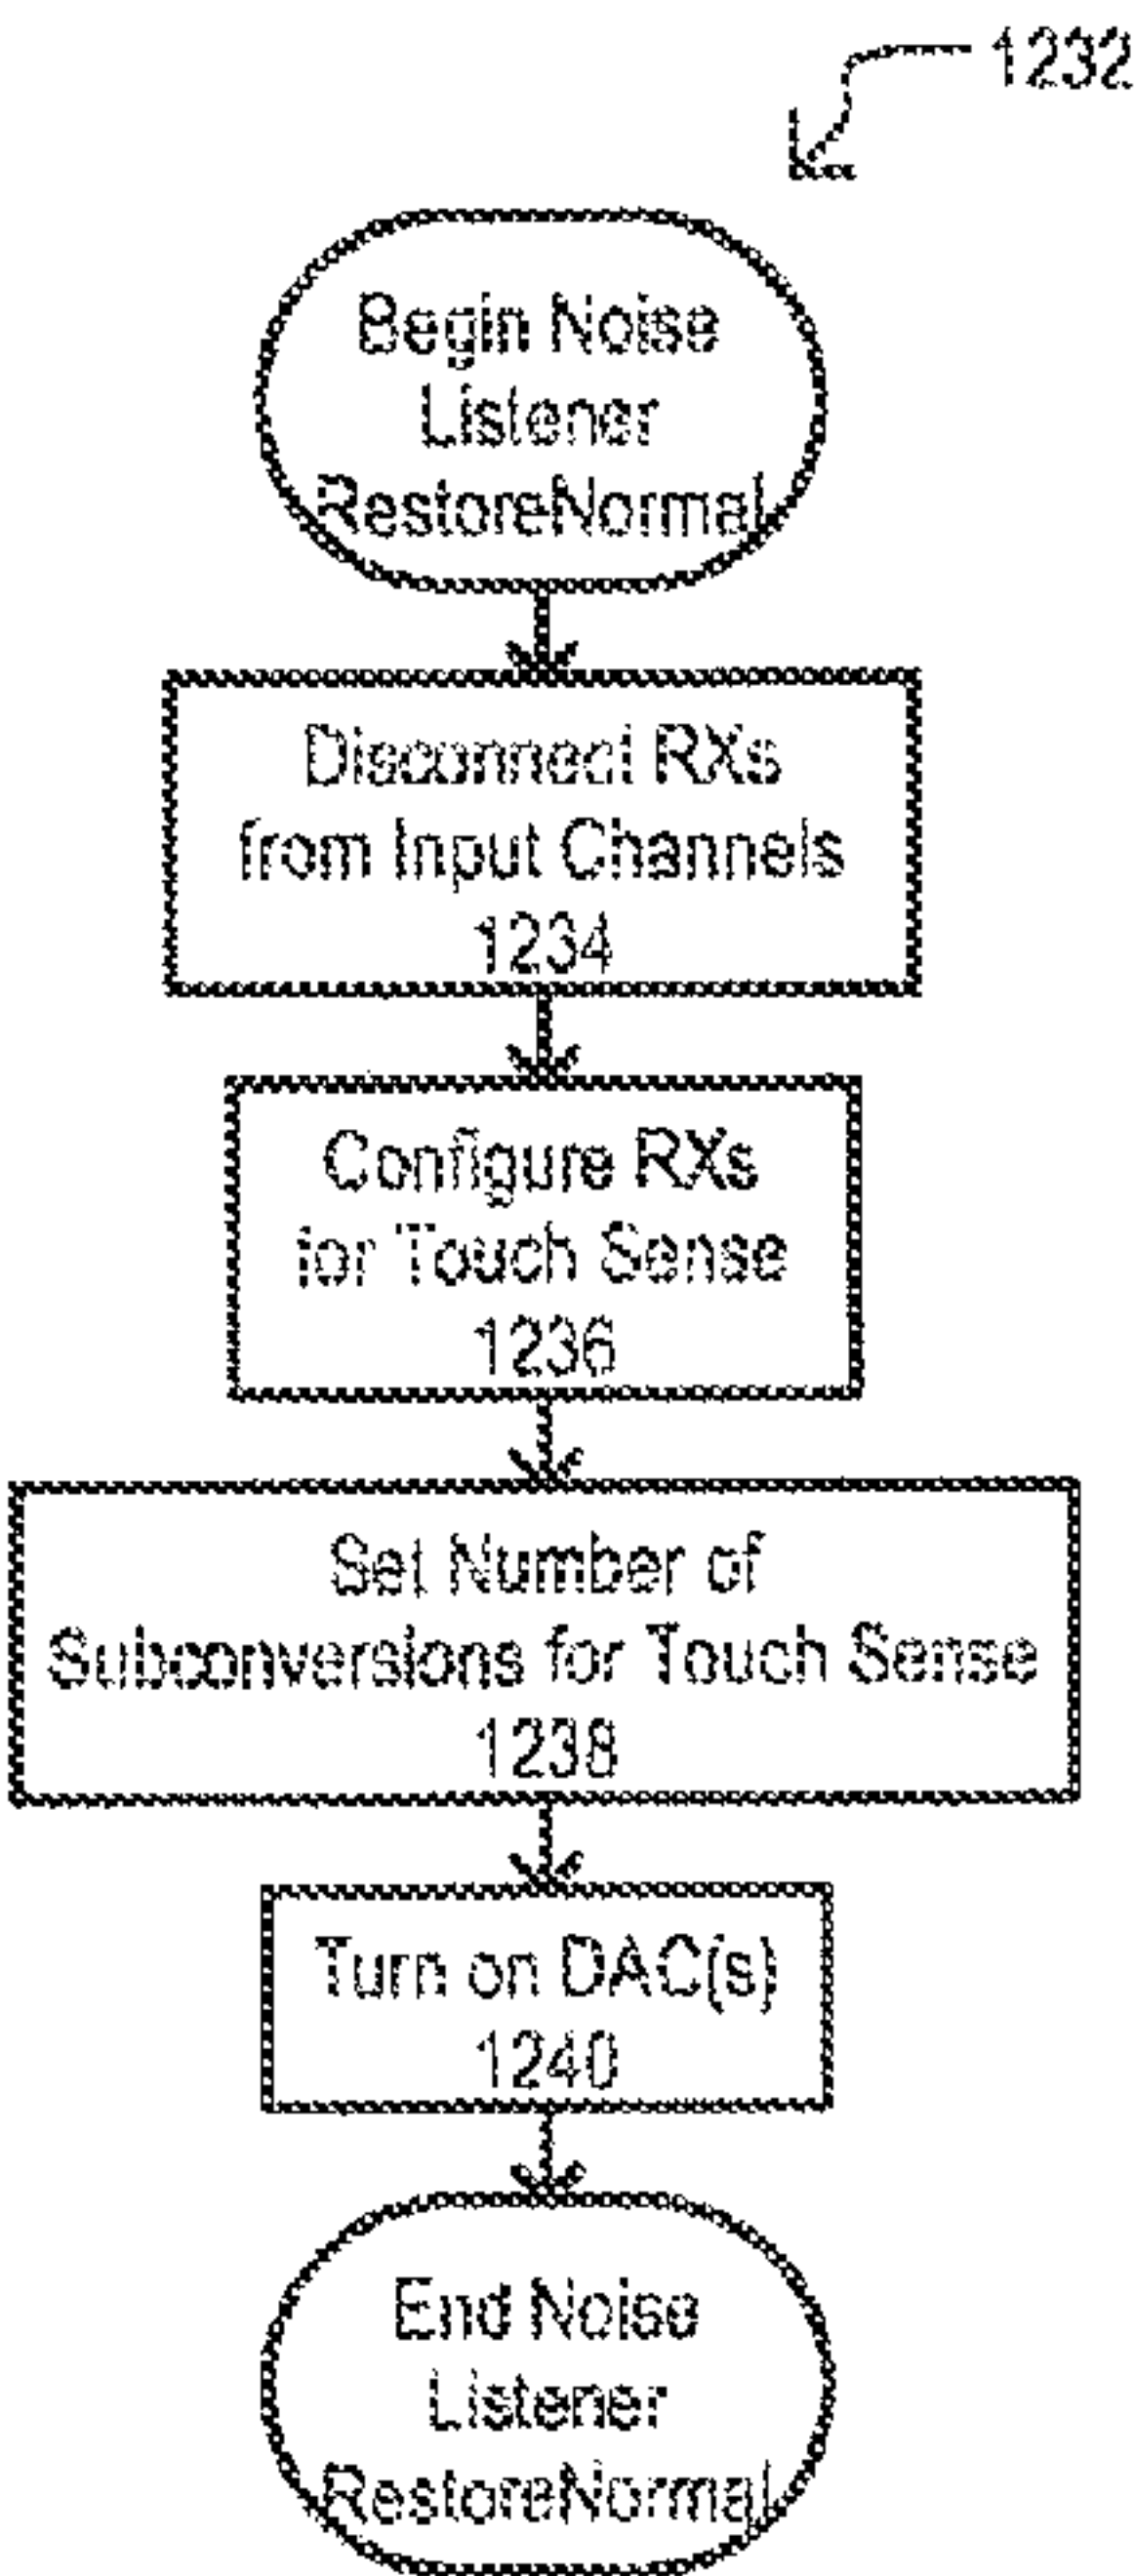 1232
Begin Noise
Listener
RestoreNormal
Disconnect RXs
from Input Channels
1234
Configure RXs
for Touch Sense
1236
Set Number of
Subconversions for Touch Sense
1238
Turn on DAC(s)
1240
End Noise
Listener
RestoreNormal